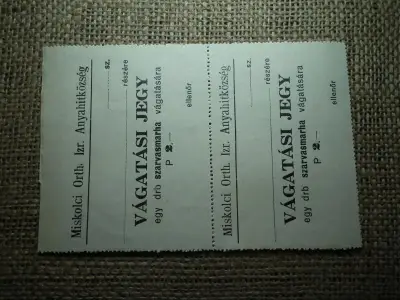 Miskolci Orth. Izr. Anyahitközség
sz.
részére
VÁGATÁSI JEGY
egy drb szarvasmarha vágatására
P 2.—
ellenőr
Miskolci Orth. Izr. Anyahitközség
sz.
részére
VÁGATÁSI JEGY
egy drb szarvasmarha vágatására
P 2.—
ellenőr